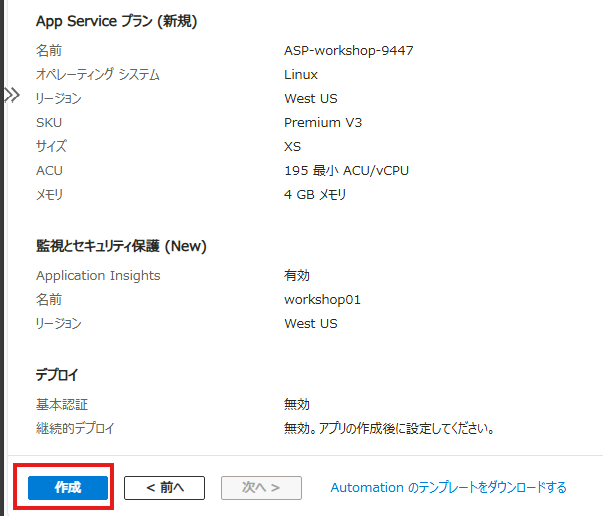 App Service プラン (新規)
名前 ASP-workshop-9447
オペレーティング システム Linux
リージョン West US
SKU Premium V3
サイズ XS
ACU 195 最小 ACU/vCPU
メモリ 4 GB メモリ
監視とセキュリティ保護 (New)
Application Insights 有効
名前 workshop01
リージョン West US
デプロイ
基本認証 無効
継続的デプロイ 無効。アプリの作成後に設定してください。
作成 < 前へ 次へ > Automation のテンプレートをダウンロードする